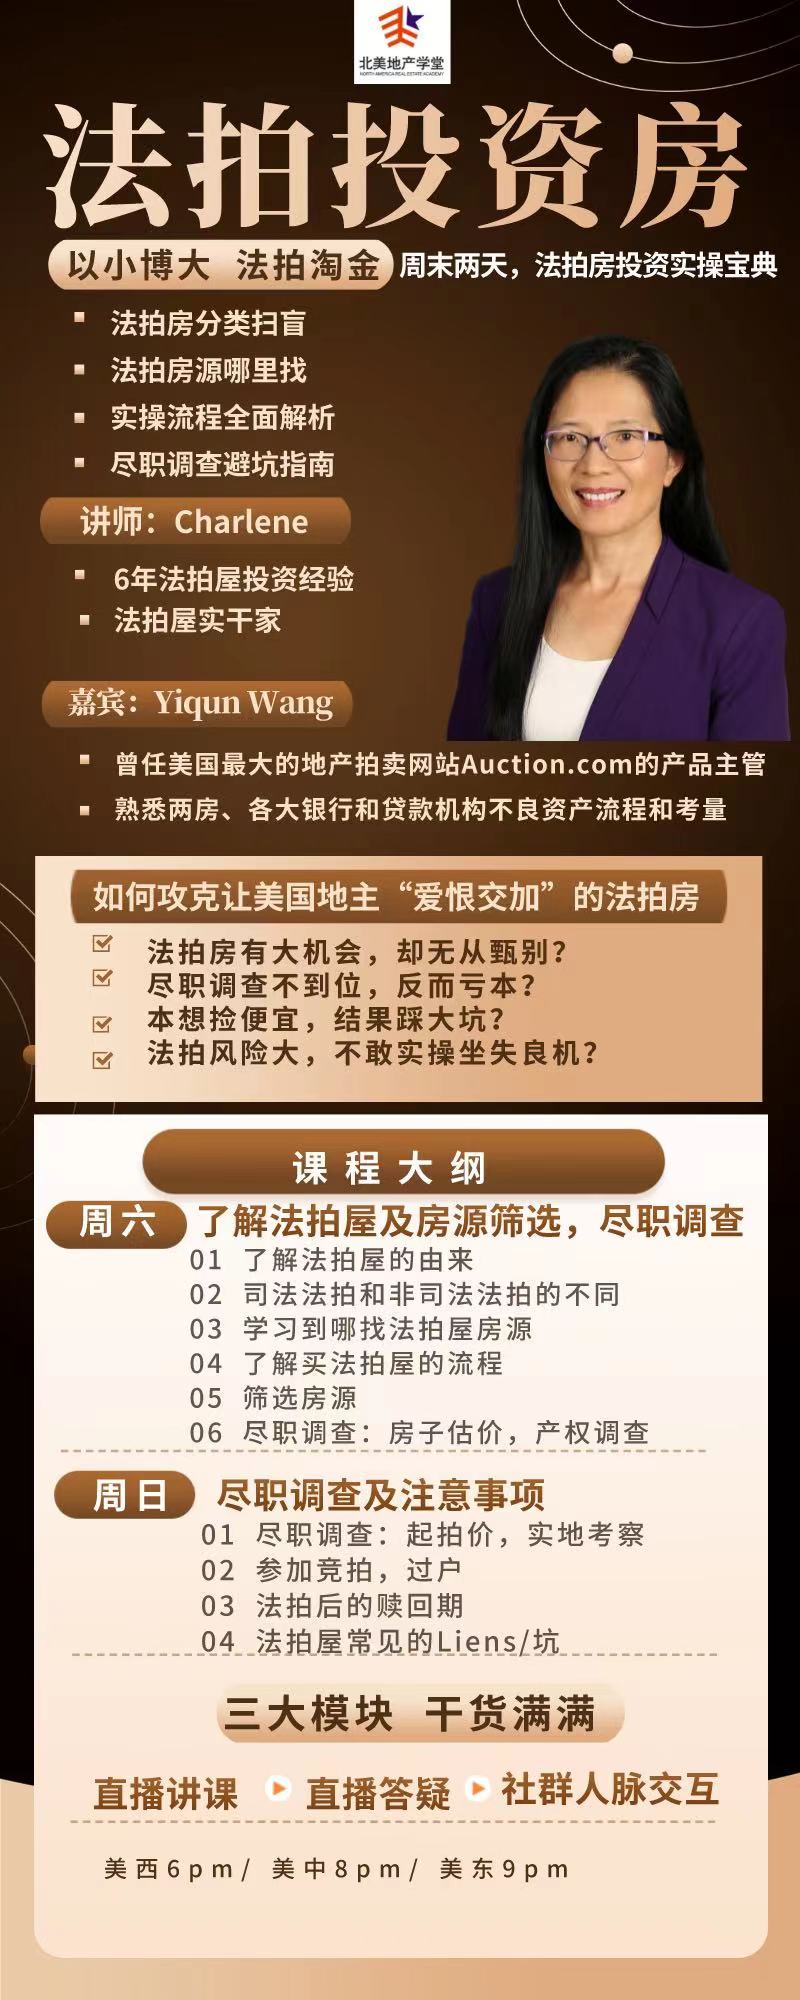 北美地产学堂
NORTH AMERICA REAL ESTATE ACADEMY
法拍投资房
以小博大 法拍淘金 周末两天，法拍房投资实操宝典
法拍房分类扫盲
法拍房源哪里找
实操流程全面解析
尽职调查避坑指南
讲师：Charlene
6年法拍屋投资经验
法拍屋实干家
嘉宾：Yiqun Wang
曾任美国最大的地产拍卖网站Auction.com的产品主管
熟悉两房、各大银行和贷款机构不良资产流程和考量
如何攻克让美国地主“爱恨交加”的法拍房
法拍房有大机会，却无从甄别？
尽职调查不到位，反而亏本？
本想捡便宜，结果踩大坑？
法拍风险大，不敢实操坐失良机？
课程大纲
周六 了解法拍屋及房源筛选，尽职调查
01 了解法拍屋的由来
02 司法法拍和非司法法拍的不同
03 学习到哪找法拍屋房源
04 了解买法拍屋的流程
05 筛选房源
06 尽职调查：房子估价，产权调查
周日 尽职调查及注意事项
01 尽职调查：起拍价，实地考察
02 参加竞拍，过户
03 法拍后的赎回期
04 法拍屋常见的Liens/坑
三大模块 干货满满
直播讲课 直播答疑 社群人脉交互
美西6pm/ 美中8pm/ 美东9pm